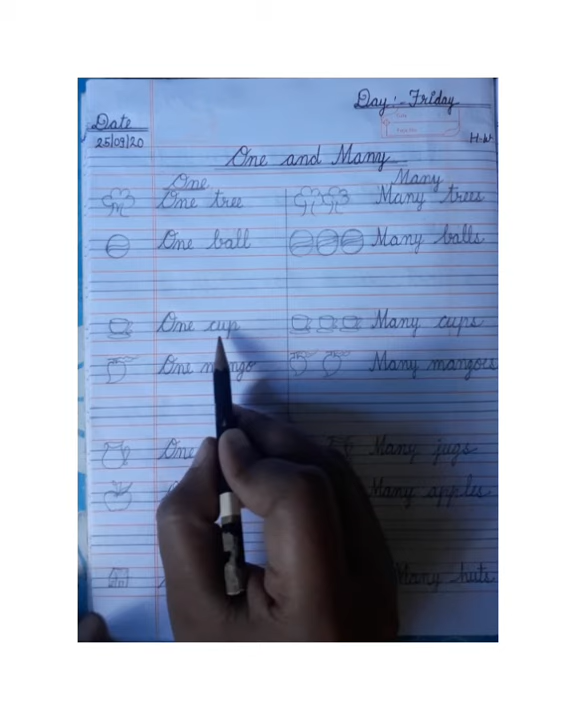 Day:- Friday
Date
25/09/20
H.W.
One and Many
One Many
One tree Many trees
One ball Many balls
One cup Many cups
One mango Many mangoes
One Many jugs
Many apples
Many huts